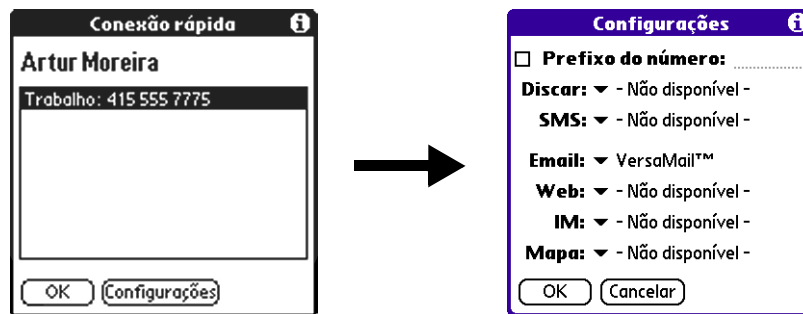 Conexão rápida
Artur Moreira
Trabalho: 415 555 7775
OK
Configurações
Configurações
Prefixo do número:
Discar: - Não disponível -
SMS: - Não disponível -
Email: VersaMail™
Web: - Não disponível -
IM: - Não disponível -
Mapa: - Não disponível -
OK
Cancelar